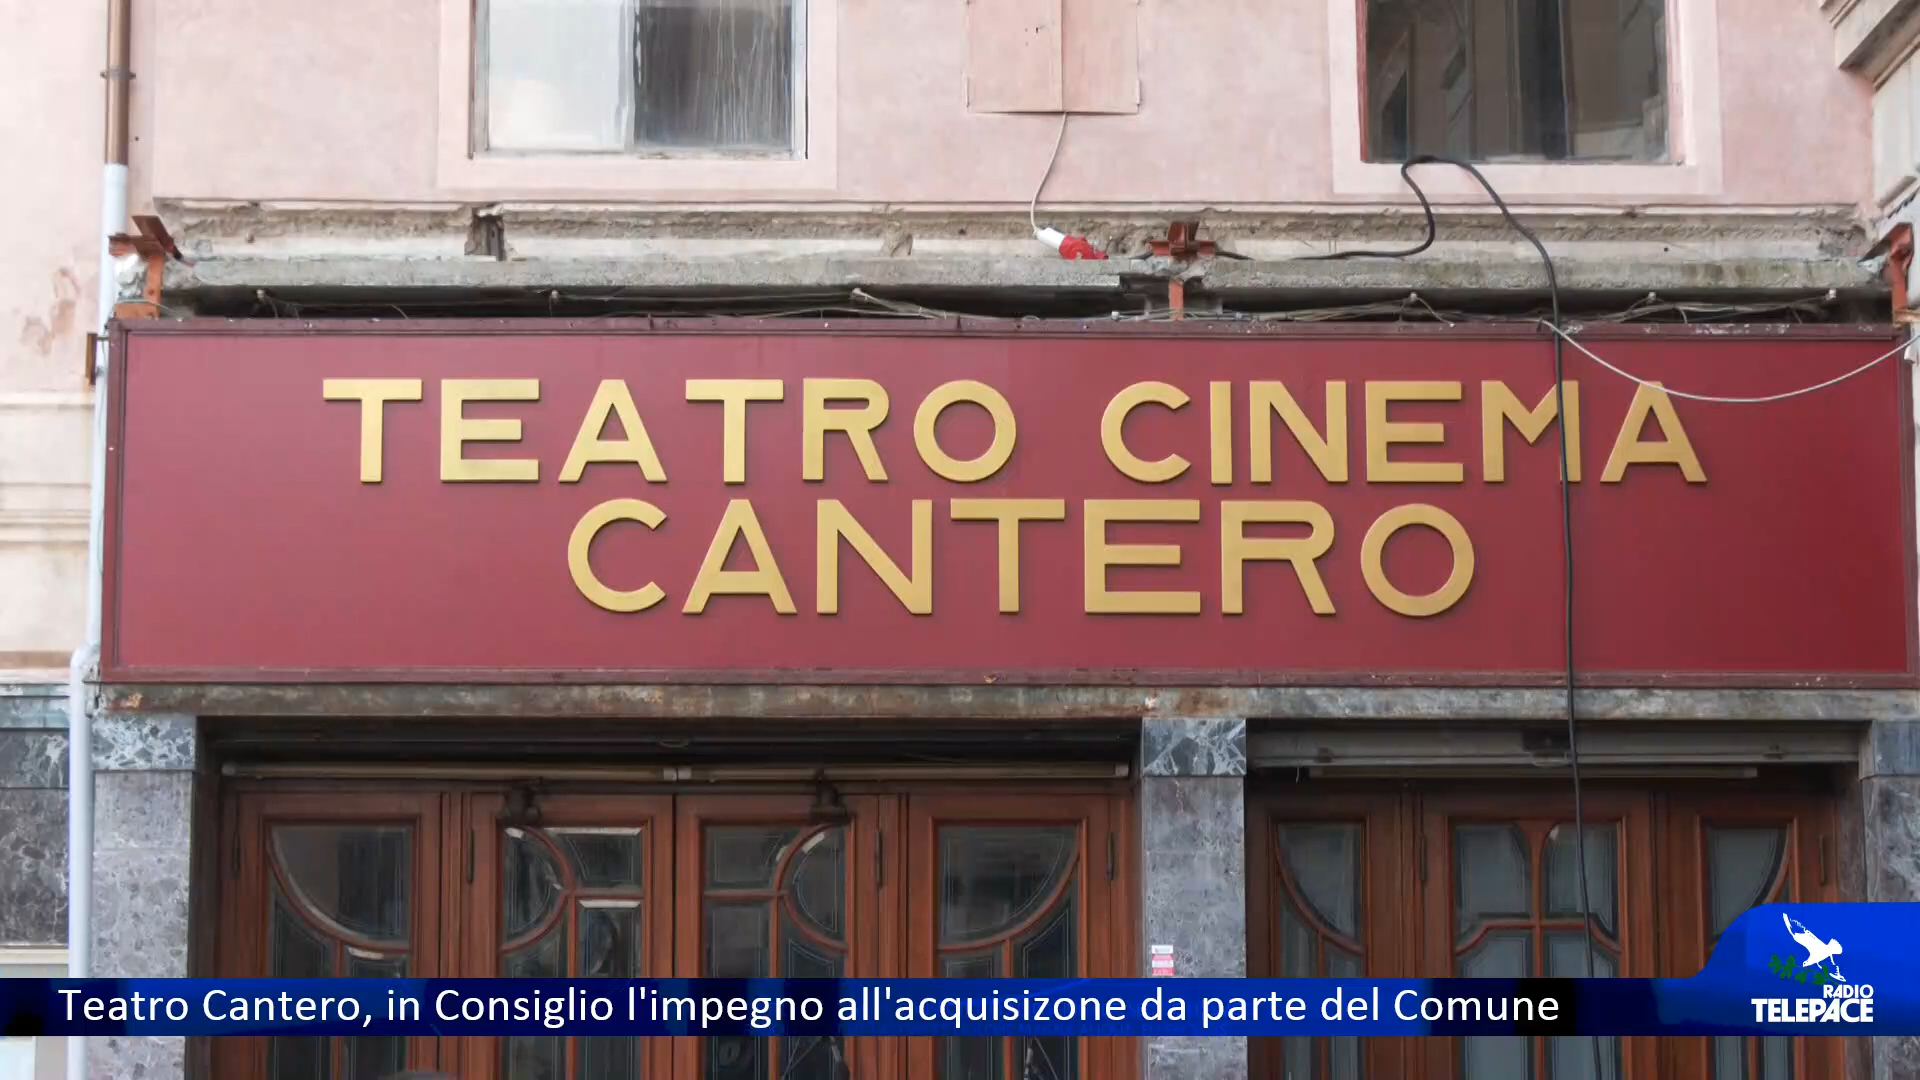 TEATRO CINEMA
CANTERO
Teatro Cantero, in Consiglio l'impegno all'acquisizone da parte del Comune
RADIO
TELEPACE